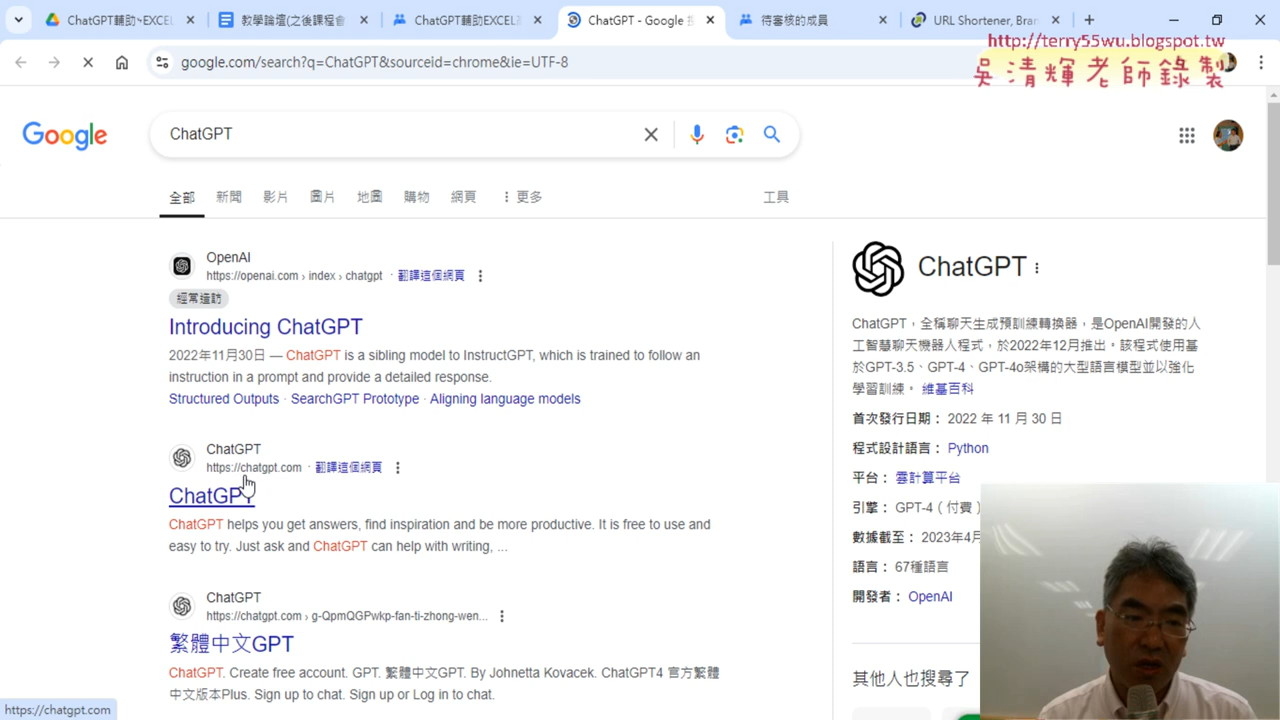 ChatGPT輔助~EXCEL
教學論壇(之後課程會
ChatGPT輔助EXCEL
ChatGPT - Google
待審核的成員
URL Shortener, Bran
http://terry55wu.blogspot.tw
google.com/search?q=ChatGPT&sourceid=chrome&ie=UTF-8
吳清輝老師錄製
Google
ChatGPT
全部
新聞
影片
圖片
地圖
購物
網頁
更多
工具
OpenAI
https://openai.com › index › chatgpt · 翻譯這個網頁
經常造訪
Introducing ChatGPT
2022年11月30日 — ChatGPT is a sibling model to InstructGPT, which is trained to follow an
instruction in a prompt and provide a detailed response.
Structured Outputs · SearchGPT Prototype · Aligning language models
ChatGPT
https://chatgpt.com · 翻譯這個網頁
ChatGPT
ChatGPT helps you get answers, find inspiration and be more productive. It is free to use and
easy to try. Just ask and ChatGPT can help with writing, ...
ChatGPT
https://chatgpt.com › g-QpmQGPwkp-fan-ti-zhong-wen...
繁體中文GPT
ChatGPT. Create free account. GPT. 繁體中文GPT. By Johnetta Kovacek. ChatGPT4 官方繁體
中文版本Plus. Sign up to chat. Sign up or Log in to chat.
ChatGPT
ChatGPT，全稱聊天生成預訓練轉換器，是OpenAI開發的人
工智慧聊天機器人程式，於2022年12月推出。該程式使用基
於GPT-3.5、GPT-4、GPT-4o架構的大型語言模型並以強化
學習訓練。 維基百科
首次發行日期： 2022 年 11 月 30 日
程式設計語言： Python
平台： 雲計算平台
引擎： GPT-4（付費）
數據截至： 2023年4月
語言： 67種語言
開發者： OpenAI
其他人也搜尋了
https://chatgpt.com